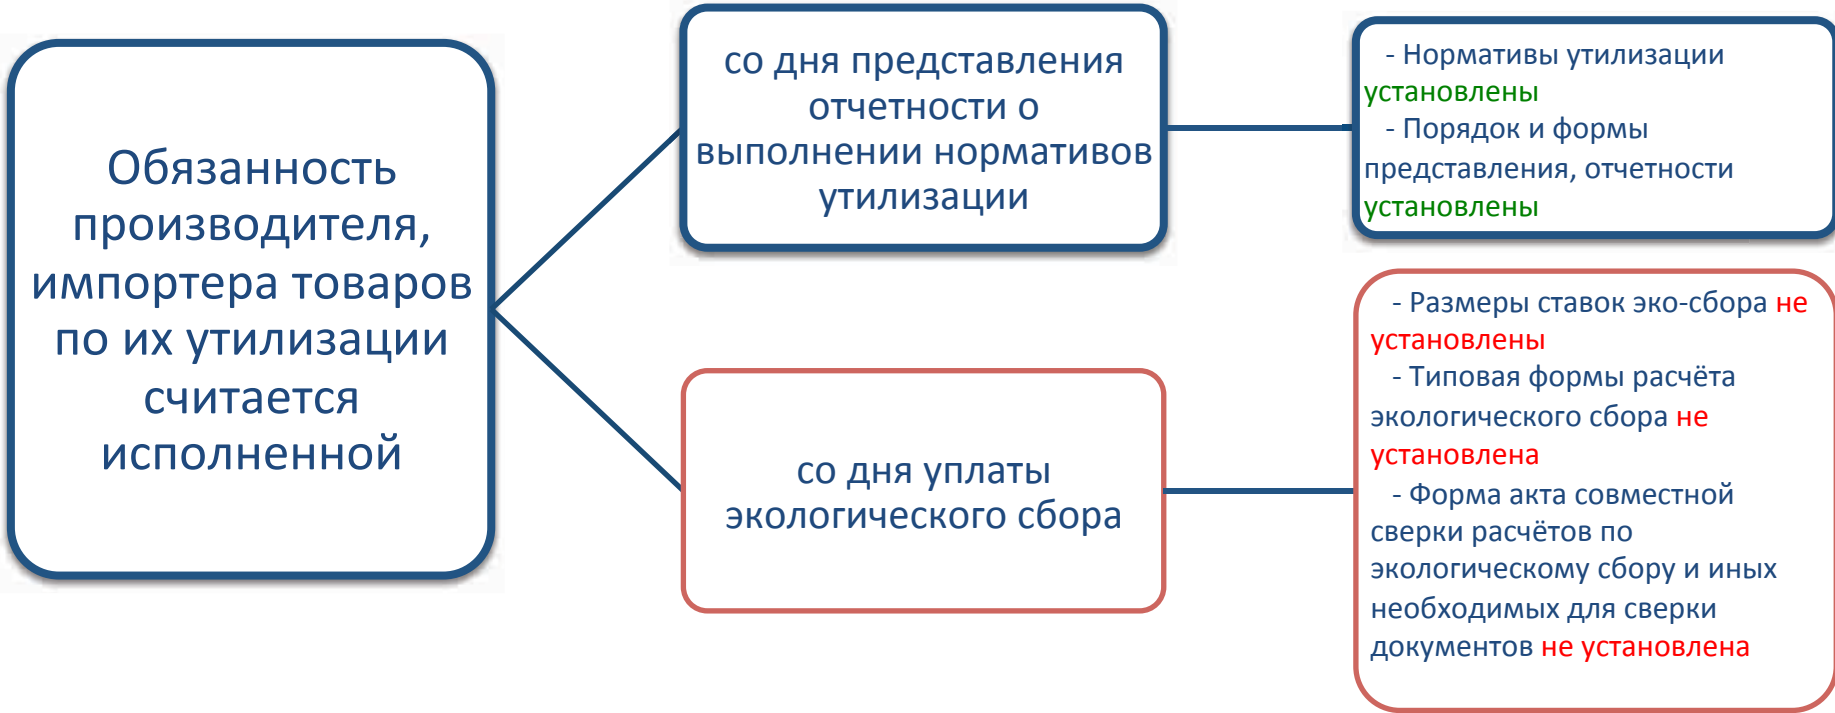 Обязанность
производителя,
импортера товаров
по их утилизации
считается
исполненной
со дня представления
отчетности о
выполнении нормативов
утилизации
- Нормативы утилизации
установлены
- Порядок и формы
представления, отчетности
установлены
со дня уплаты
экологического сбора
- Размеры ставок эко-сбора не
установлены
- Типовая формы расчёта
экологического сбора не
установлена
- Форма акта совместной
сверки расчётов по
экологическому сбору и иных
необходимых для сверки
документов не установлена